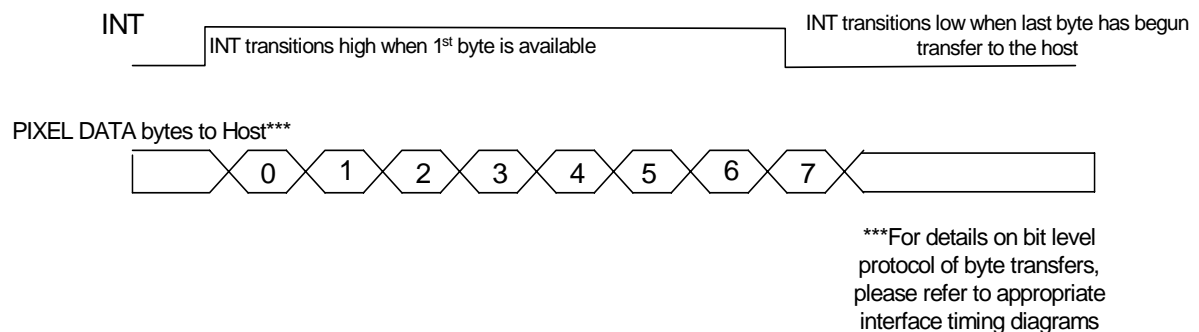 INT
INT transitions high when 1st byte is available
INT transitions low when last byte has begun
transfer to the host
PIXEL DATA bytes to Host***
0 1 2 3 4 5 6 7
***For details on bit level
protocol of byte transfers,
please refer to appropriate
interface timing diagrams